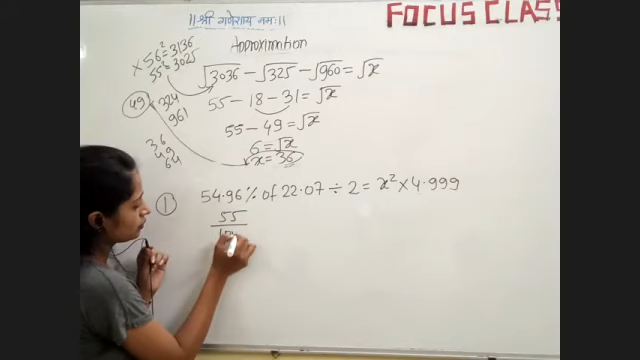 ॥ श्री गणेशाय नमः ॥
FOCUS CLASS
Approximation
× 56² = 3136
55² = 3025
√3036 − √325 − √960 = √x
49
324
961
55 − 18 − 31 = √x
55 − 49 = √x
6 = √x
x = 36
36
49
64
① 54.96% of 22.07 ÷ 2 = x² × 4.999
55